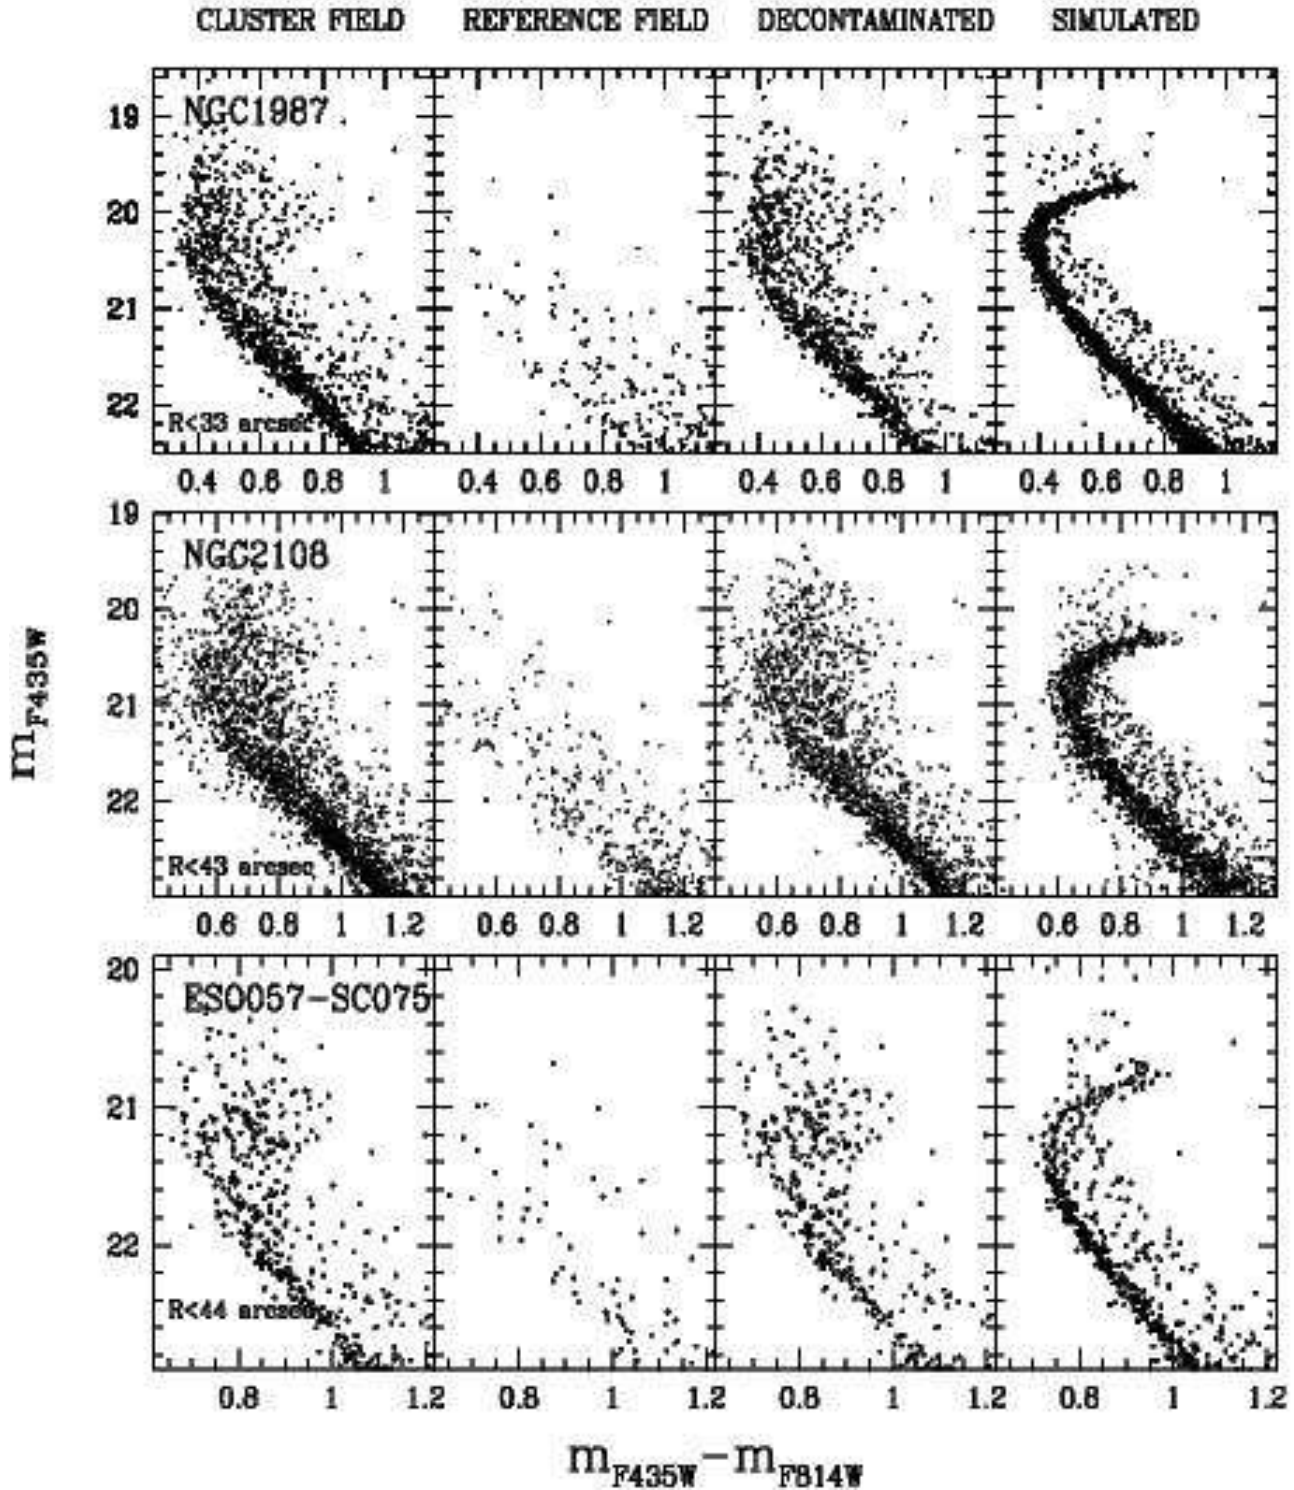 CLUSTER FIELD REFERENCE FIELD DECONTAMINATED SIMULATED
NGC1987
19
20
21
22
R<33 arcsec
0.4 0.6 0.8 1 0.4 0.6 0.8 1 0.4 0.6 0.8 1 0.4 0.6 0.8 1
NGC2108
19
20
21
22
R<43 arcsec
0.6 0.8 1 1.2 0.6 0.8 1 1.2 0.6 0.8 1 1.2 0.6 0.8 1 1.2
ESO057-SC075
20
21
22
R<44 arcsec
0.8 1 1.2 0.8 1 1.2 0.8 1 1.2 0.8 1 1.2
mF435W
mF435W-mF814W